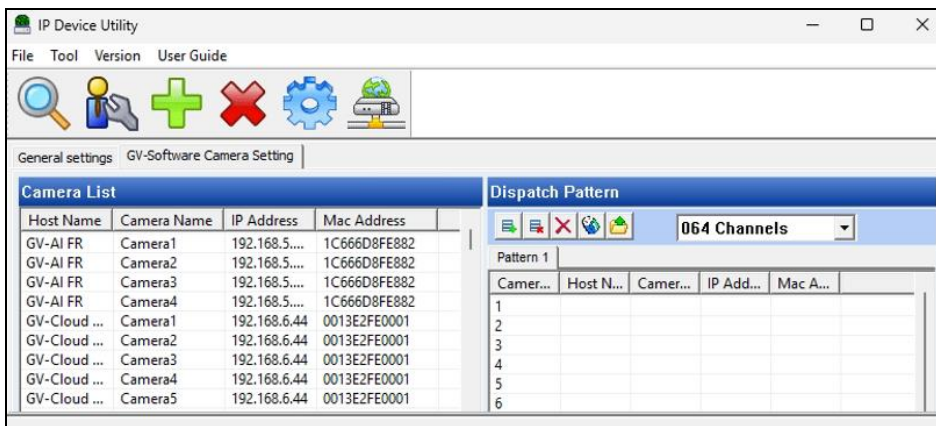 IP Device Utility
File Tool Version User Guide
General settings GV-Software Camera Setting
Camera List
Host Name Camera Name IP Address Mac Address
GV-AI FR Camera1 192.168.5.... 1C666D8FE882
GV-AI FR Camera2 192.168.5.... 1C666D8FE882
GV-AI FR Camera3 192.168.5.... 1C666D8FE882
GV-AI FR Camera4 192.168.5.... 1C666D8FE882
GV-Cloud ... Camera1 192.168.6.44 0013E2FE0001
GV-Cloud ... Camera2 192.168.6.44 0013E2FE0001
GV-Cloud ... Camera3 192.168.6.44 0013E2FE0001
GV-Cloud ... Camera4 192.168.6.44 0013E2FE0001
GV-Cloud ... Camera5 192.168.6.44 0013E2FE0001
Dispatch Pattern
064 Channels
Pattern 1
Camer... Host N... Camer... IP Add... Mac A...
1
2
3
4
5
6